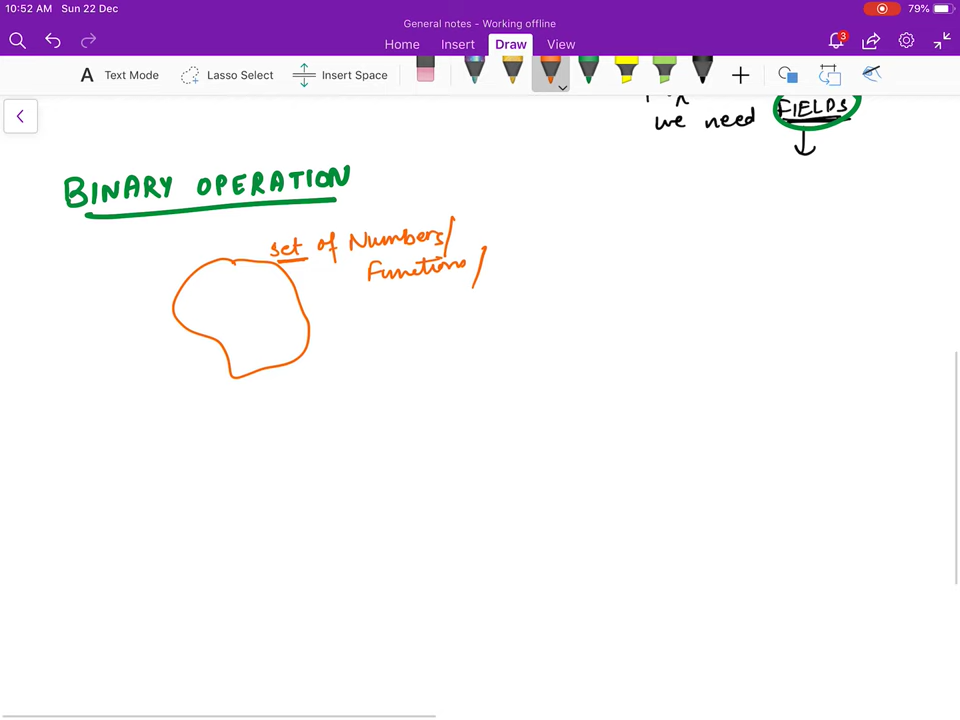 10:52 AM Sun 22 Dec
79%
General notes - Working offline
Home Insert Draw View
3
A Text Mode Lasso Select Insert Space
we need FIELDS
BINARY OPERATION
set of Numbers/
Functions/